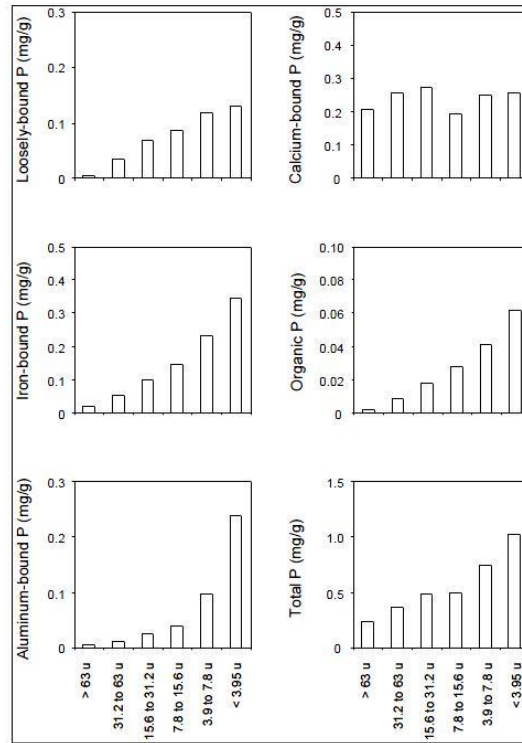 Loosely-bound P (mg/g)
0.3
0.2
0.1
0
Calcium-bound P (mg/g)
0.5
0.4
0.3
0.2
0.1
0
Iron-bound P (mg/g)
0.5
0.4
0.3
0.2
0.1
0
Organic P (mg/g)
0.10
0.08
0.06
0.04
0.02
0
Aluminum-bound P (mg/g)
0.3
0.2
0.1
0
> 63 u
31.2 to 63 u
15.6 to 31.2 u
7.8 to 15.6 u
3.9 to 7.8 u
< 3.95 u
Total P (mg/g)
1.5
1.0
0.5
0
> 63 u
31.2 to 63 u
15.6 to 31.2 u
7.8 to 15.6 u
3.9 to 7.8 u
< 3.95 u